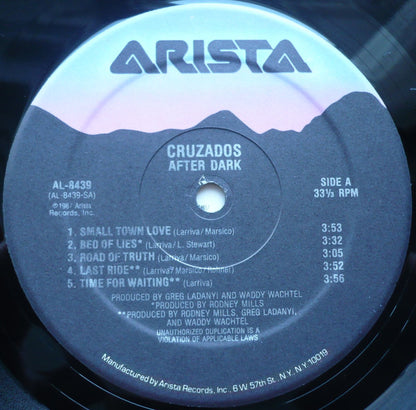 ARISTA
CRUZADOS
AFTER DARK
AL-8439
(AL-8439-SA)
℗1987 Arista
Records, Inc.
SIDE A
33⅓ RPM
1. SMALL TOWN LOVE (Larriva/Marsico) 3:53
2. BED OF LIES* (Larriva/L. Stewart) 3:32
3. ROAD OF TRUTH (Larriva/Marsico) 3:05
4. LAST RIDE** (Larriva/Marsico/Rohner) 3:52
5. TIME FOR WAITING** (Larriva) 3:56
PRODUCED BY GREG LADANYI AND WADDY WACHTEL
*PRODUCED BY RODNEY MILLS
**PRODUCED BY RODNEY MILLS, GREG LADANYI,
AND WADDY WACHTEL
UNAUTHORIZED DUPLICATION IS A
VIOLATION OF APPLICABLE LAWS
Manufactured by Arista Records, Inc., 6 W. 57th St., N.Y., N.Y. 10019